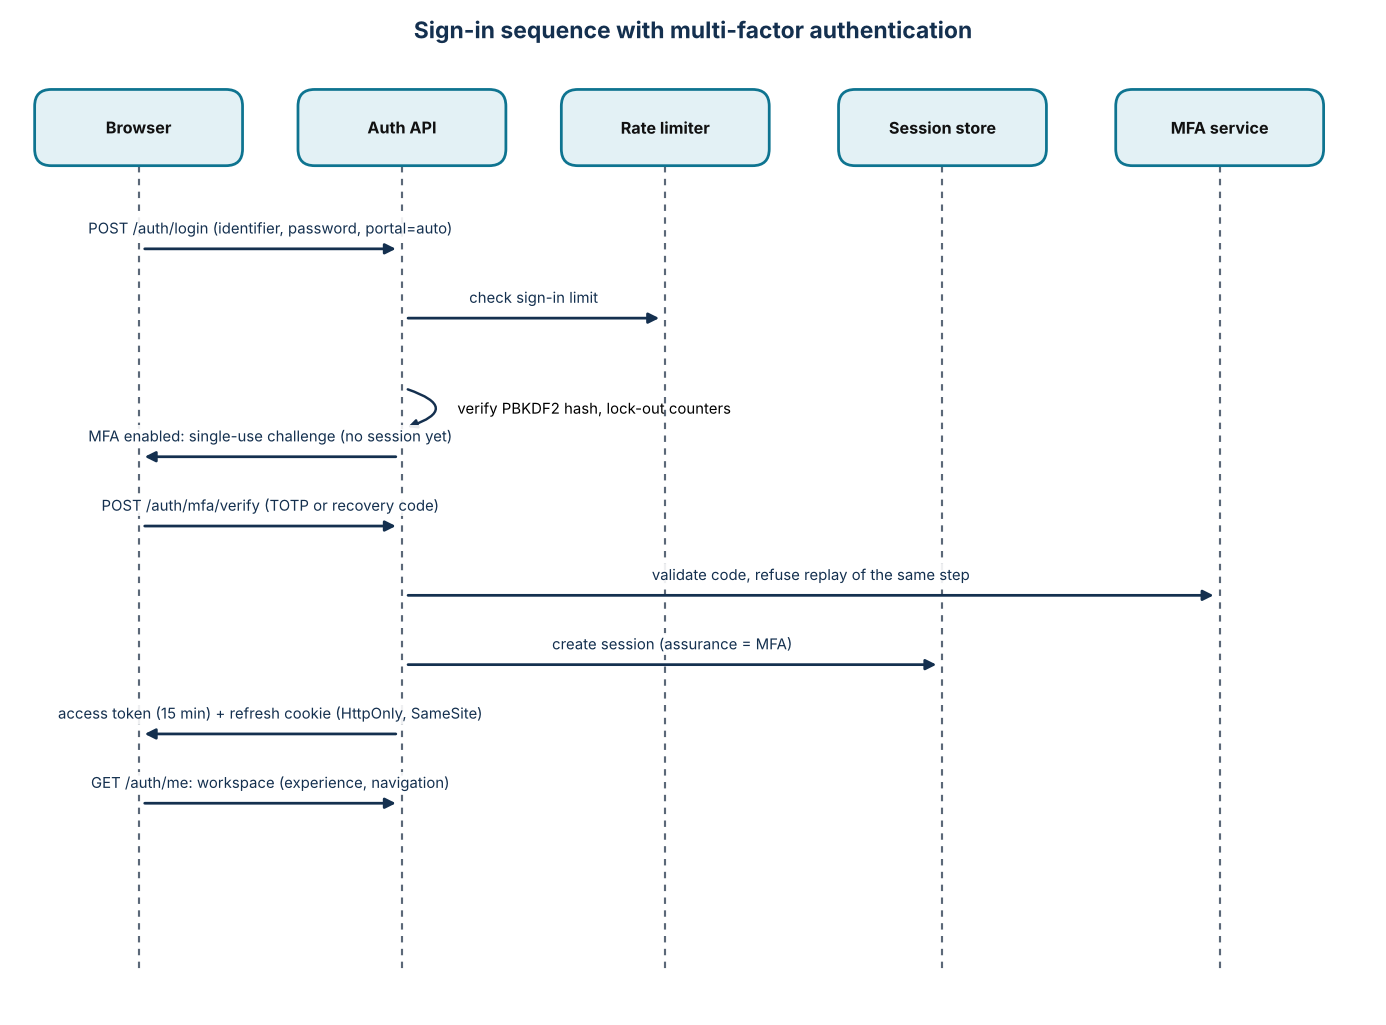 Sign-in sequence with multi-factor authentication
Browser
Auth API
Rate limiter
Session store
MFA service
POST /auth/login (identifier, password, portal=auto)
check sign-in limit
verify PBKDF2 hash, lock-out counters
MFA enabled: single-use challenge (no session yet)
POST /auth/mfa/verify (TOTP or recovery code)
validate code, refuse replay of the same step
create session (assurance = MFA)
access token (15 min) + refresh cookie (HttpOnly, SameSite)
GET /auth/me: workspace (experience, navigation)